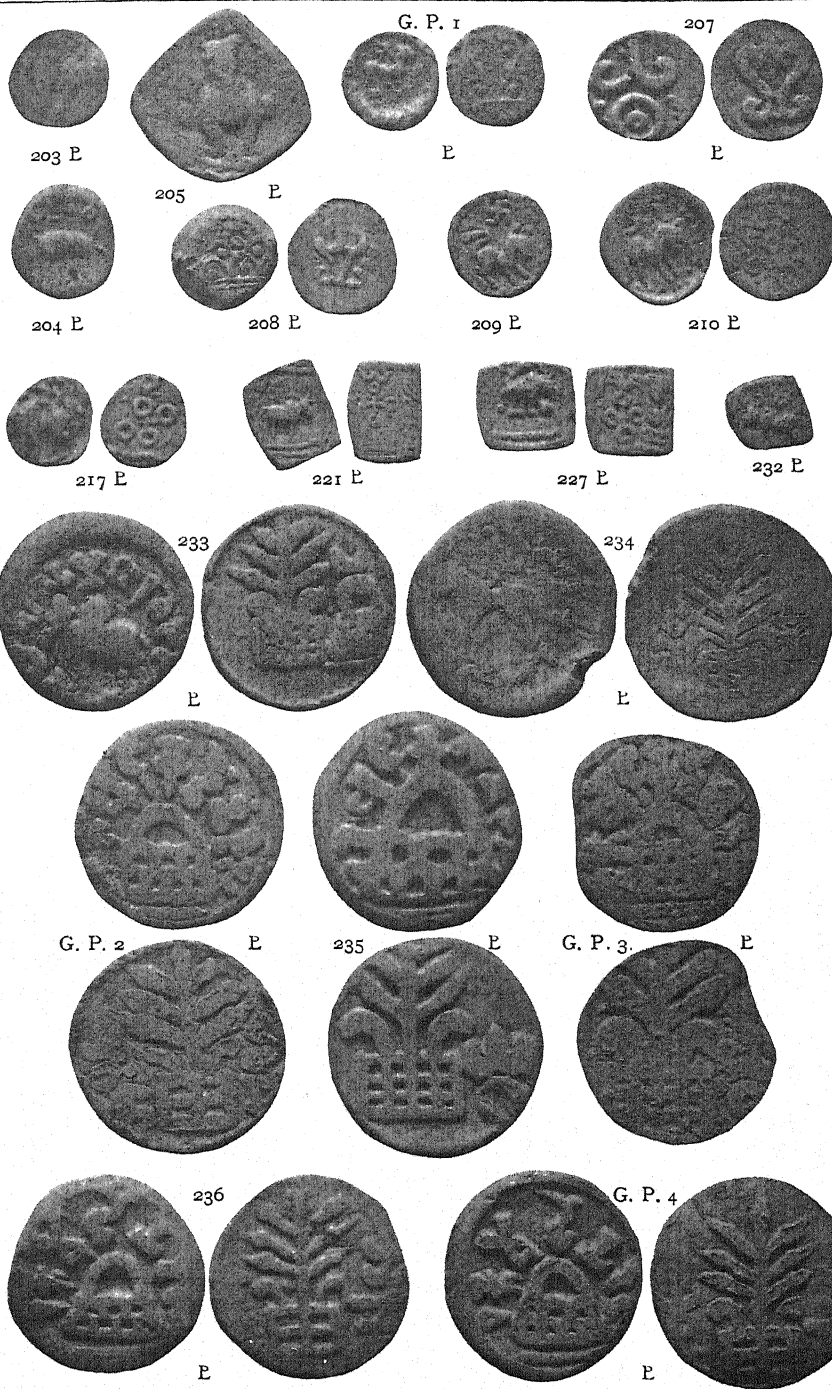 G. P. 1
207
203 P̶
P̶
P̶
205 P̶
204 P̶
208 P̶
209 P̶
210 P̶
217 P̶
221 P̶
227 P̶
232 P̶
233
234
P̶
P̶
G. P. 2 P̶
235 P̶
G. P. 3. P̶
236
G. P. 4
P̶
P̶